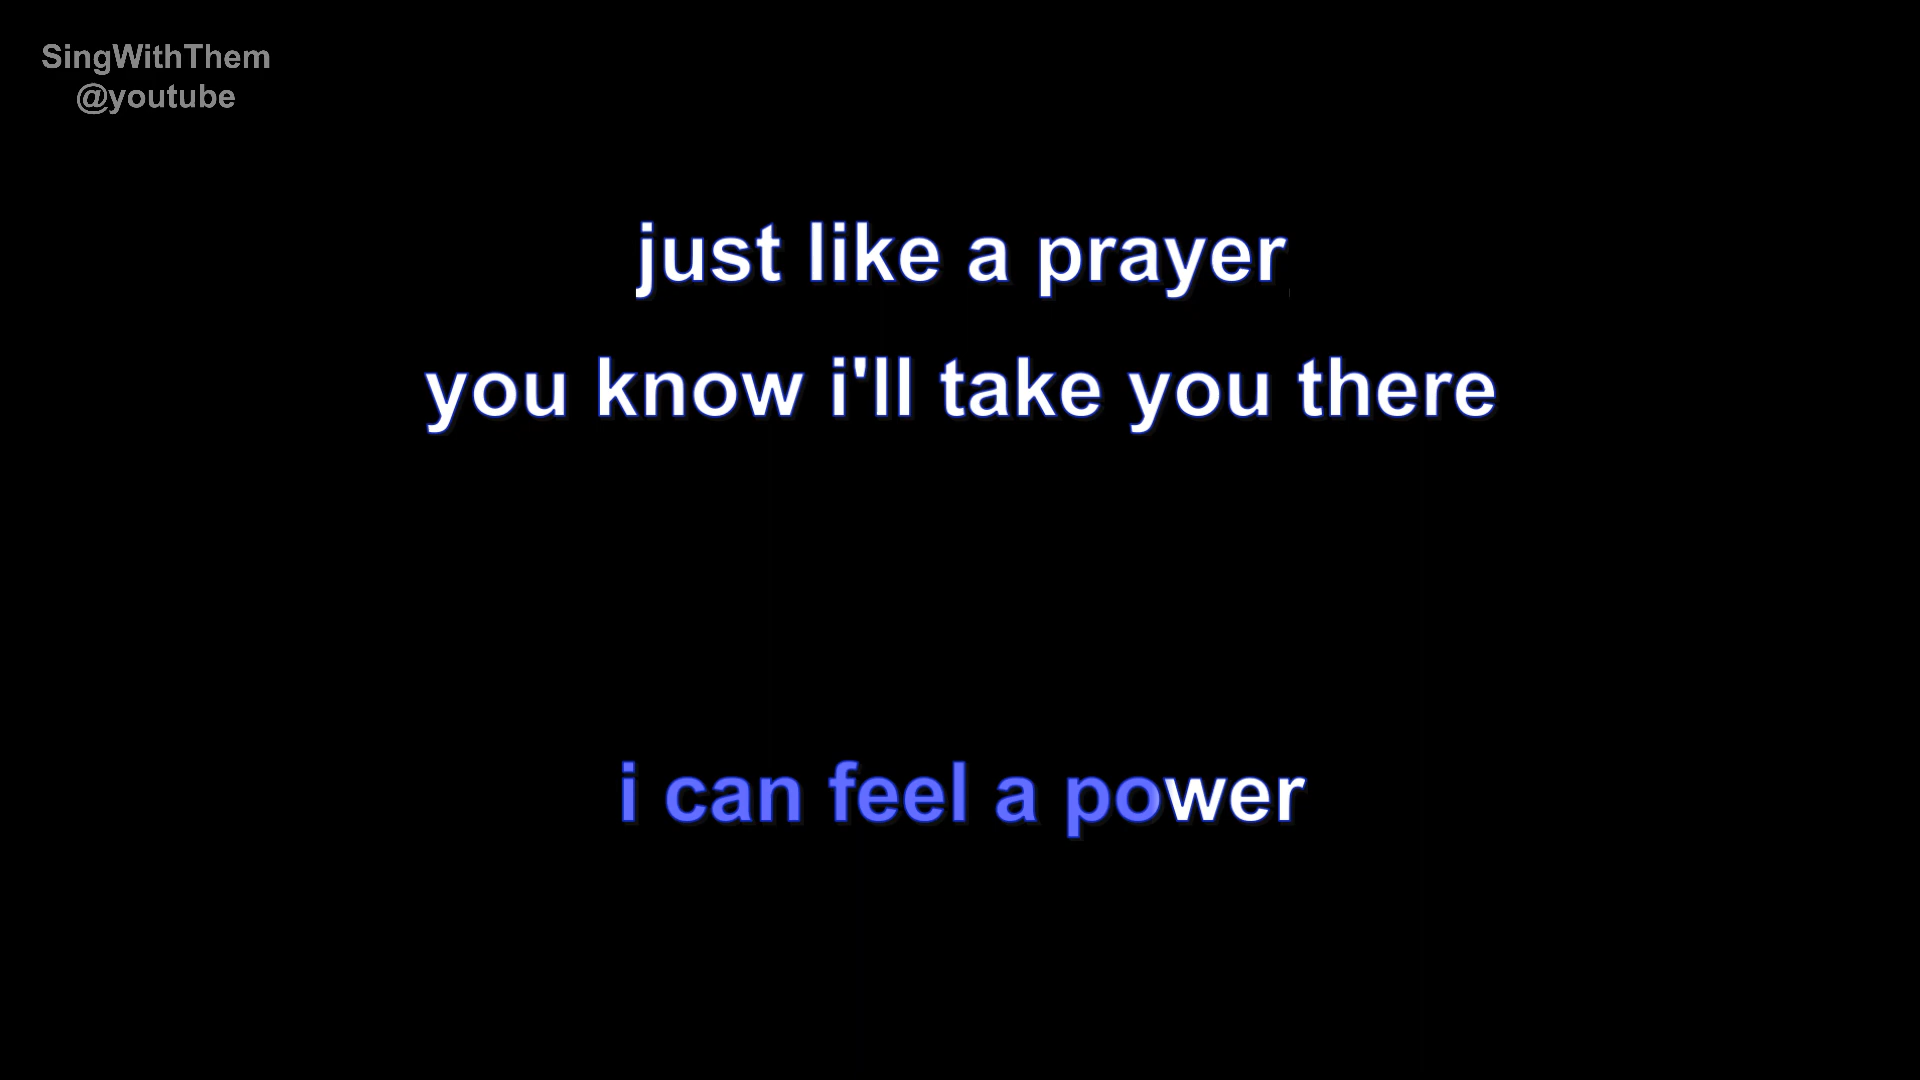 SingWithThem
@youtube
just like a prayer
you know i'll take you there
i can feel a power